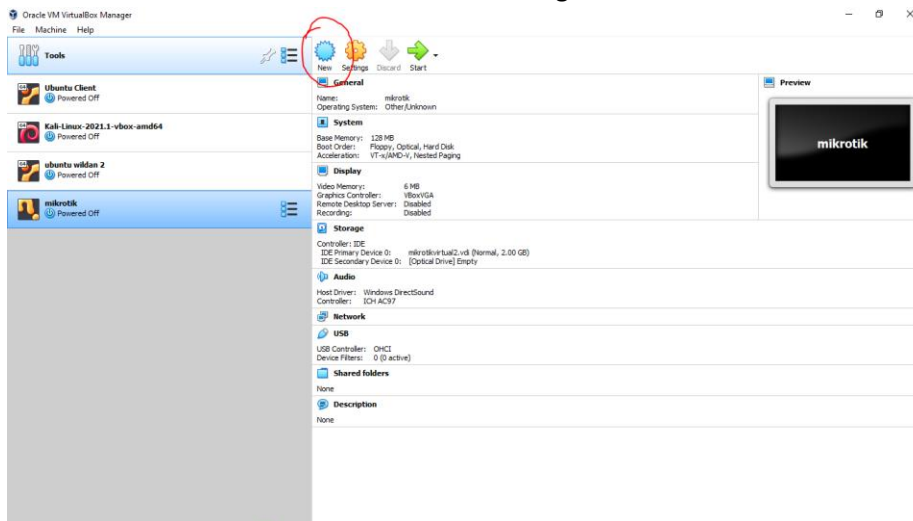 Oracle VM VirtualBox Manager
File Machine Help
Tools
New Settings Discard Start
64
Ubuntu Client
Powered Off
64
Kali-Linux-2021.1-vbox-amd64
Powered Off
64
ubuntu wildan 2
Powered Off
mikrotik
Powered Off
General
Name: mikrotik
Operating System: Other/Unknown
System
Base Memory: 128 MB
Boot Order: Floppy, Optical, Hard Disk
Acceleration: VT-x/AMD-V, Nested Paging
Display
Video Memory: 6 MB
Graphics Controller: VBoxVGA
Remote Desktop Server: Disabled
Recording: Disabled
Storage
Controller: IDE
IDE Primary Device 0: mikrotikvirtual2.vdi (Normal, 2.00 GB)
IDE Secondary Device 0: [Optical Drive] Empty
Audio
Host Driver: Windows DirectSound
Controller: ICH AC97
Network
USB
USB Controller: OHCI
Device Filters: 0 (0 active)
Shared folders
None
Description
None
Preview
mikrotik